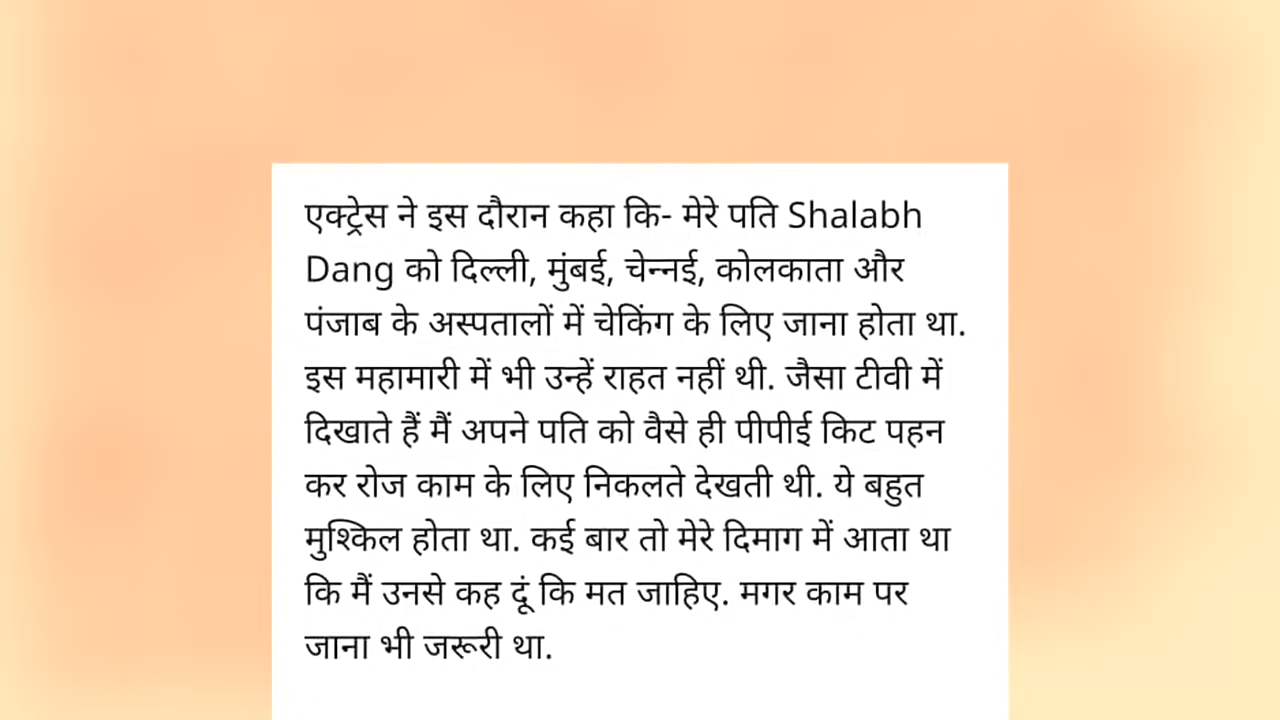 एक्ट्रेस ने इस दौरान कहा कि- मेरे पति Shalabh
Dang को दिल्ली, मुंबई, चेन्नई, कोलकाता और
पंजाब के अस्पतालों में चेकिंग के लिए जाना होता था.
इस महामारी में भी उन्हें राहत नहीं थी. जैसा टीवी में
दिखाते हैं मैं अपने पति को वैसे ही पीपीई किट पहन
कर रोज काम के लिए निकलते देखती थी. ये बहुत
मुश्किल होता था. कई बार तो मेरे दिमाग में आता था
कि मैं उनसे कह दूं कि मत जाहिए. मगर काम पर
जाना भी जरूरी था.